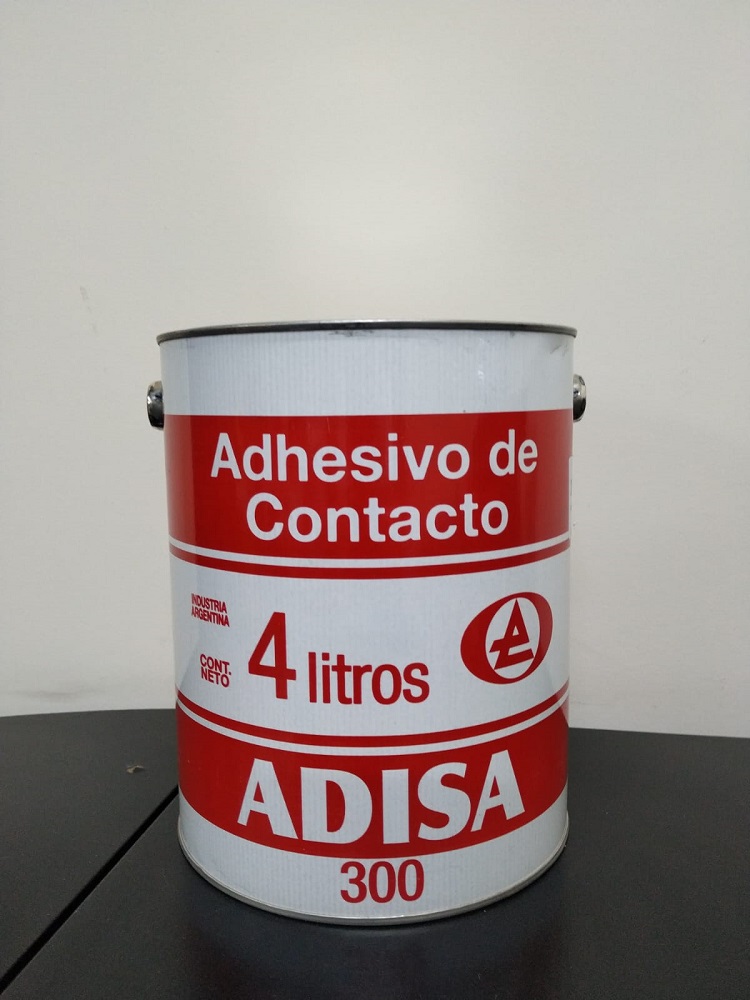 Adhesivo de
Contacto
INDUSTRIA
ARGENTINA
CONT.
NETO
4 litros
ADISA
300